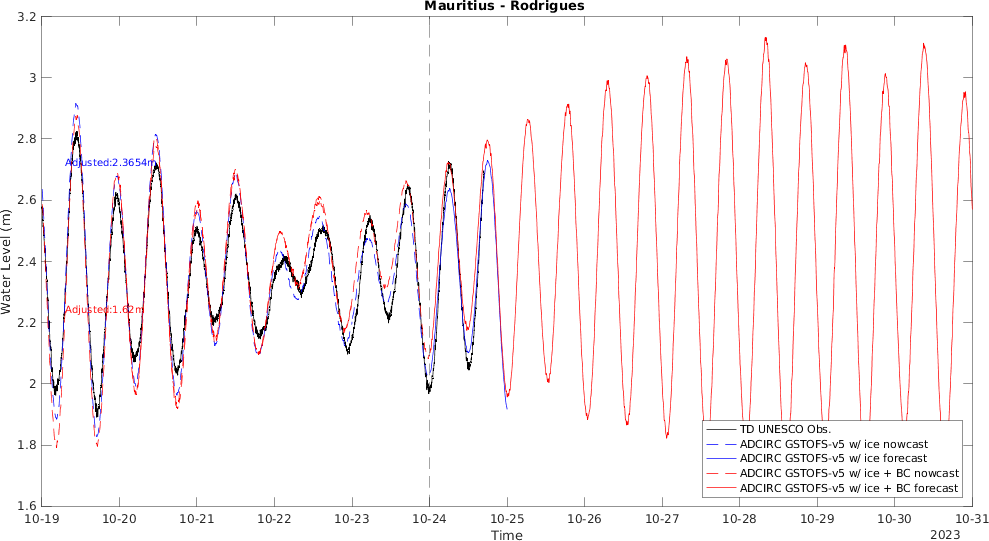 Mauritius - Rodrigues
3.2
3
2.8
2.6
2.4
2.2
2
1.8
1.6
Water Level (m)
Adjusted:2.3654m
Adjusted:1.62m
TD UNESCO Obs.
ADCIRC GSTOFS-v5 w/ ice nowcast
ADCIRC GSTOFS-v5 w/ ice forecast
ADCIRC GSTOFS-v5 w/ ice + BC nowcast
ADCIRC GSTOFS-v5 w/ ice + BC forecast
10-19 10-20 10-21 10-22 10-23 10-24 10-25 10-26 10-27 10-28 10-29 10-30 10-31
Time
2023